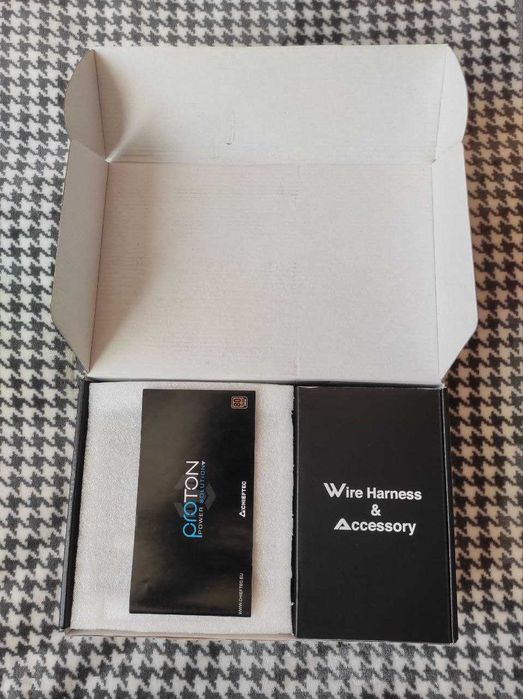 PROTON
POWER SOLUTION
CHIEFTEC
WWW.CHIEFTEC.EU
Wire Harness
&
Accessory